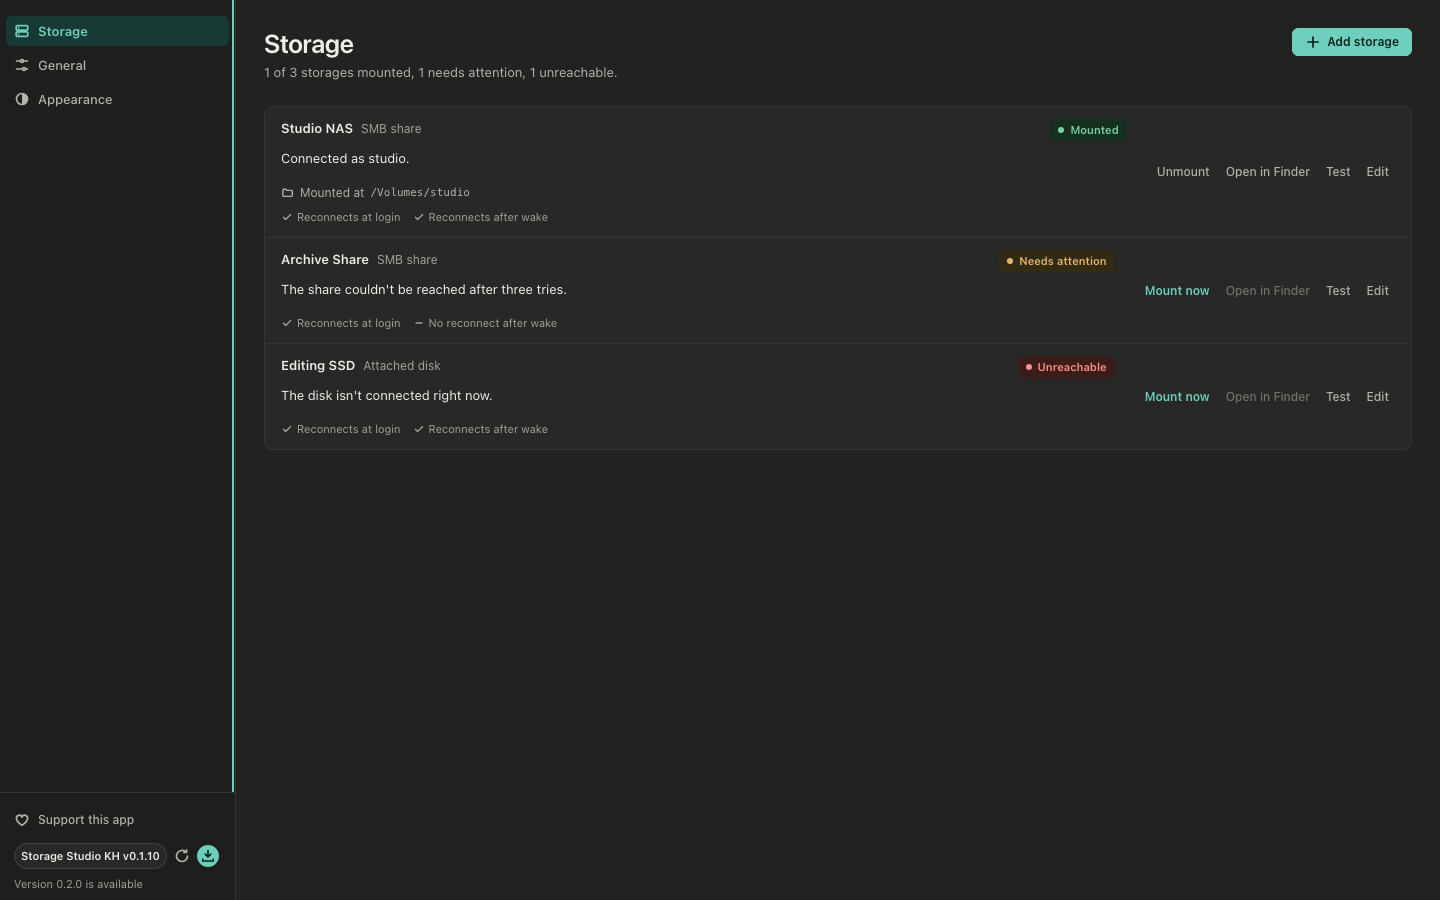 Storage
General
Appearance
Support this app
Storage Studio KH v0.1.10
Version 0.2.0 is available
Storage
1 of 3 storages mounted, 1 needs attention, 1 unreachable.
Add storage
Studio NAS SMB share
Mounted
Connected as studio.
Unmount Open in Finder Test Edit
Mounted at /Volumes/studio
Reconnects at login Reconnects after wake
Archive Share SMB share
Needs attention
The share couldn't be reached after three tries.
Mount now Open in Finder Test Edit
Reconnects at login No reconnect after wake
Editing SSD Attached disk
Unreachable
The disk isn't connected right now.
Mount now Open in Finder Test Edit
Reconnects at login Reconnects after wake